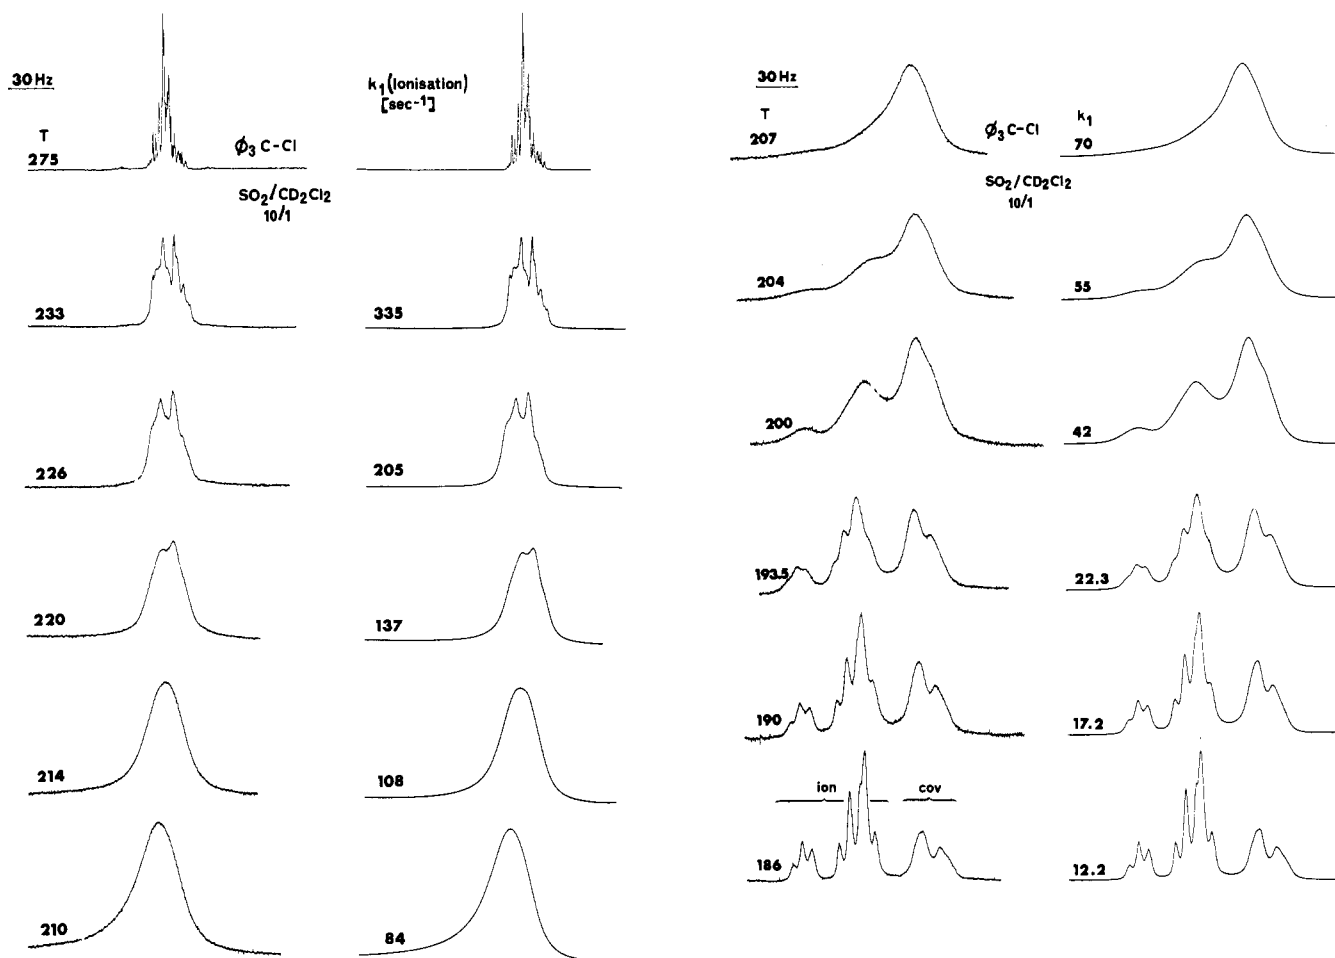 30 Hz
T
275
ϕ₃ C-Cl
SO₂/CD₂Cl₂
10/1
k₁ (Ionisation)
[sec⁻¹]
233
335
226
205
220
137
214
108
210
84
30 Hz
T
207
ϕ₃ C-Cl
SO₂/CD₂Cl₂
10/1
k₁
70
204
55
200
42
193.5
22.3
190
17.2
ion
cov
186
12.2